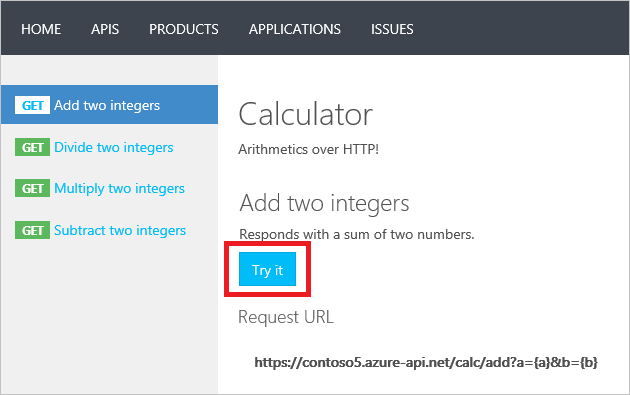 HOME APIS PRODUCTS APPLICATIONS ISSUES
GET Add two integers
GET Divide two integers
GET Multiply two integers
GET Subtract two integers
Calculator
Arithmetics over HTTP!
Add two integers
Responds with a sum of two numbers.
Try it
Request URL
https://contoso5.azure-api.net/calc/add?a={a}&b={b}